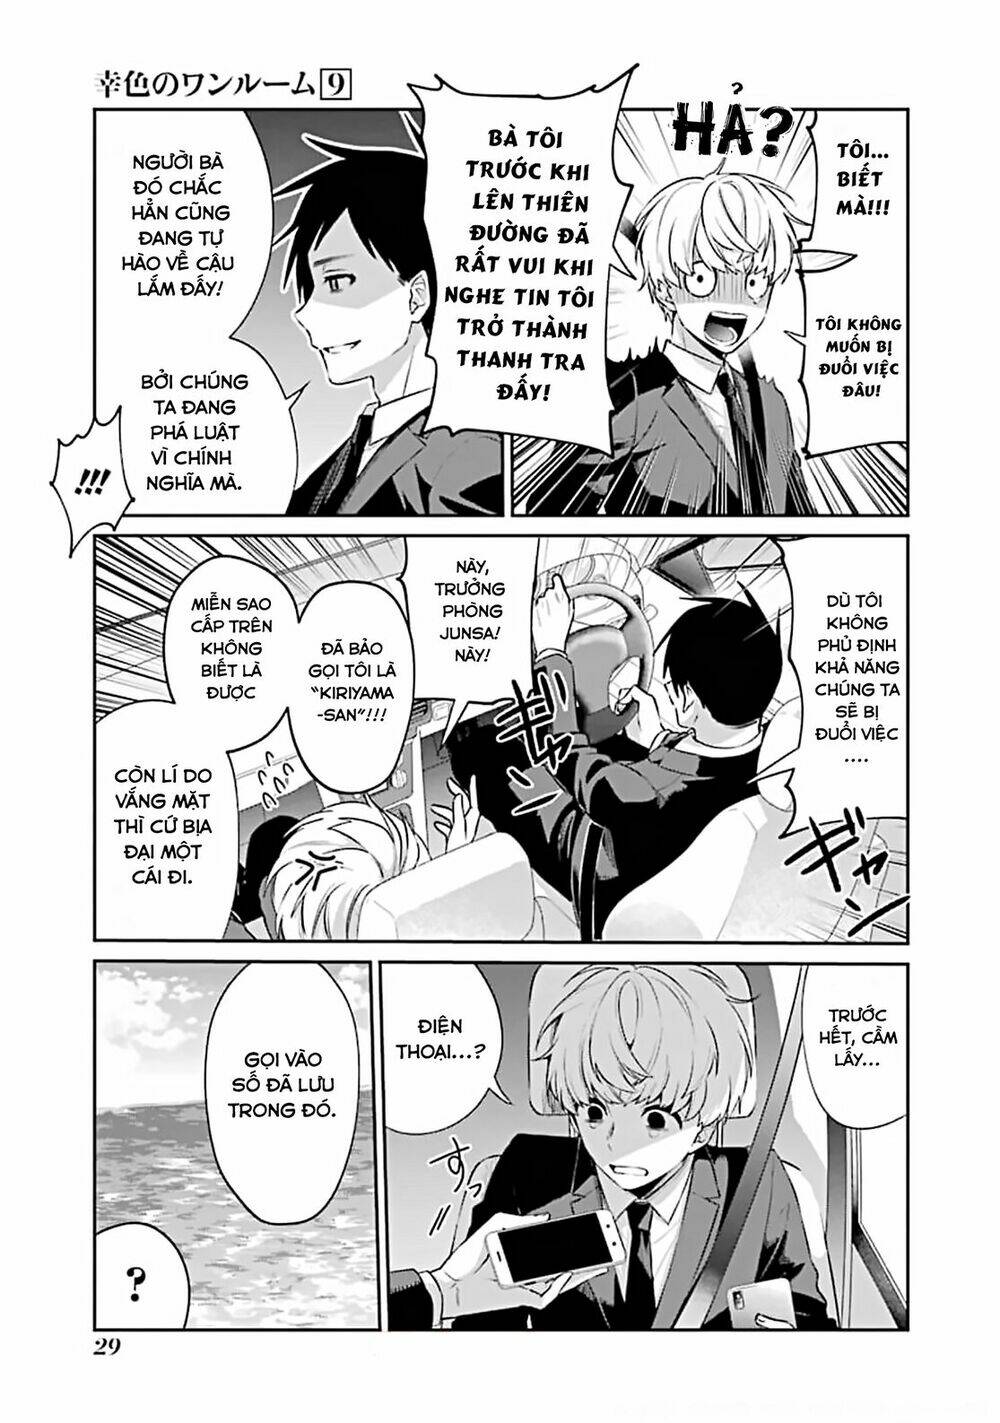 幸色のワンルーム 9
HẢ?
TÔI...
BIẾT
MÀ!!!
TÔI KHÔNG
MUỐN BỊ
ĐUỔI VIỆC
ĐÂU!
BÀ TÔI
TRƯỚC KHI
LÊN THIÊN
ĐƯỜNG ĐÃ
RẤT VUI KHI
NGHE TIN TÔI
TRỞ THÀNH
THANH TRA
ĐẤY!
NGƯỜI BÀ
ĐÓ CHẮC
HẲN CŨNG
ĐANG TỰ
HÀO VỀ CẬU
LẮM ĐẤY!
BỞI CHÚNG
TA ĐANG
PHÁ LUẬT
VÌ CHÍNH
NGHĨA MÀ.
!!!
DÙ TÔI
KHÔNG
PHỦ ĐỊNH
KHẢ NĂNG
CHÚNG TA
SẼ BỊ
ĐUỔI VIỆC
....
NÀY,
TRƯỞNG
PHÒNG
JUNSA!
NÀY!
ĐÃ BẢO
GỌI TÔI LÀ
"KIRIYAMA
-SAN"!!!
MIỄN SAO
CẤP TRÊN
KHÔNG
BIẾT LÀ
ĐƯỢC
CÒN LÍ DO
VẮNG MẶT
THÌ CỨ BỊA
ĐẠI MỘT
CÁI ĐI.
ギャー
ギャー
TRƯỚC
HẾT, CẦM
LẤY...
ĐIỆN
THOẠI...?
すっ
GỌI VÀO
SỐ ĐÃ LƯU
TRONG ĐÓ.
?
29